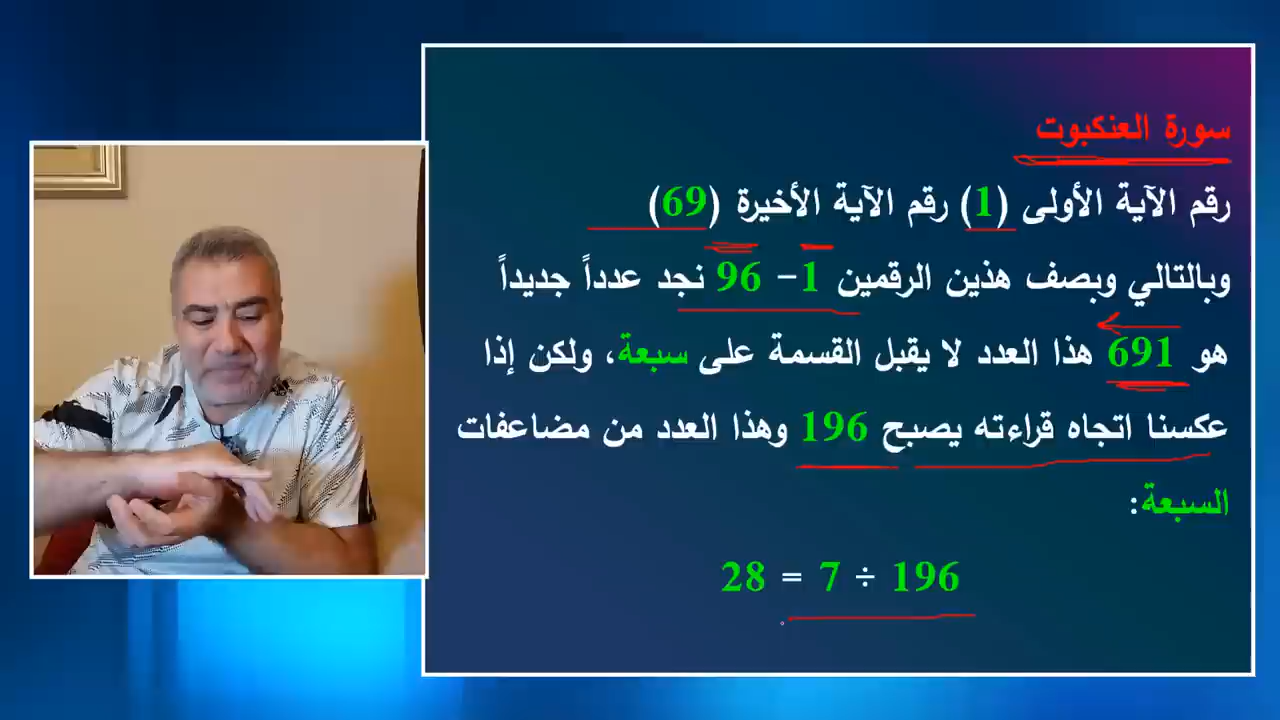 سورة العنكبوت
رقم الآية الأولى (1) رقم الآية الأخيرة (69)
وبالتالي وبصف هذين الرقمين 1- 96 نجد عدداً جديداً
هو 691 هذا العدد لا يقبل القسمة على سبعة، ولكن إذا
عكسنا اتجاه قراءته يصبح 196 وهذا العدد من مضاعفات
السبعة:
28 = 7 ÷ 196